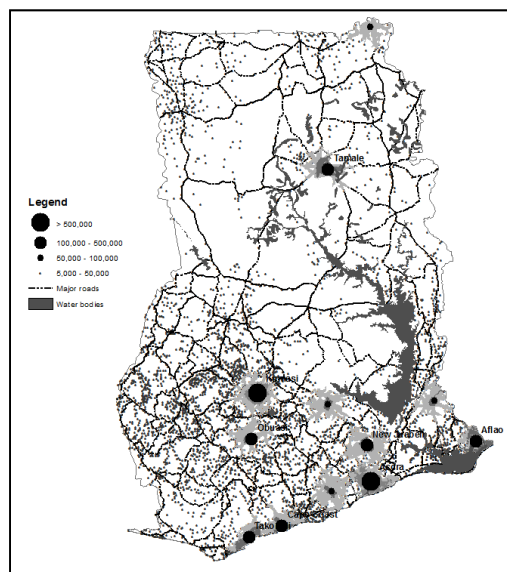 Tamale
Legend
> 500,000
100,000 - 500,000
50,000 - 100,000
5,000 - 50,000
Major roads
Water bodies
Kumasi
Obuasi
New Juaben
Aflao
Accra
Cape Coast